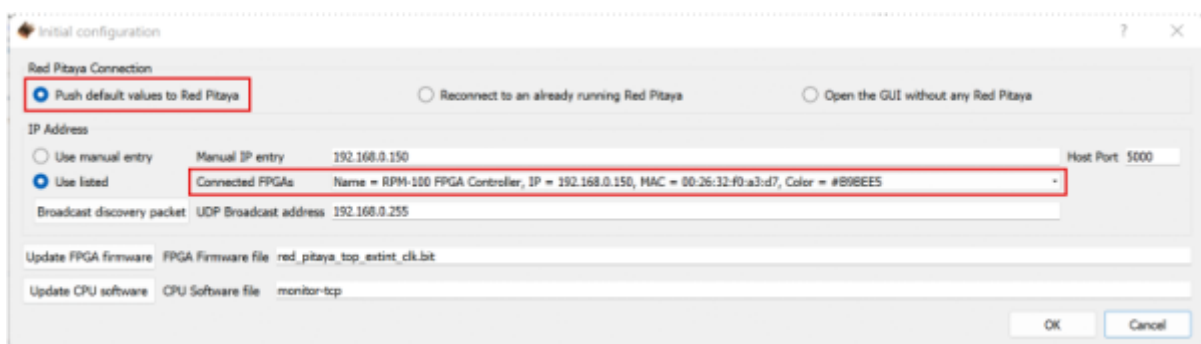 Initial configuration
Red Pitaya Connection
Push default values to Red Pitaya Reconnect to an already running Red Pitaya Open the GUI without any Red Pitaya
IP Address
Use manual entry Manual IP entry 192.168.0.150 Host Port 5000
Use listed Connected FPGAs Name = RPM-100 FPGA Controller, IP = 192.168.0.150, MAC = 00:26:32:f0:a3:d7, Color = #B9BEE5
Broadcast discovery packet UDP Broadcast address 192.168.0.255
Update FPGA firmware FPGA Firmware file red_pitaya_top_extint_clk.bit
Update CPU software CPU Software file monitor-tcp
OK Cancel